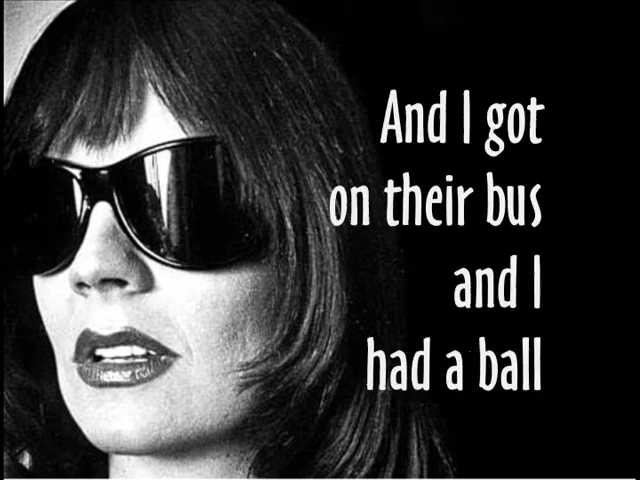 And I got
on their bus
and I
had a ball